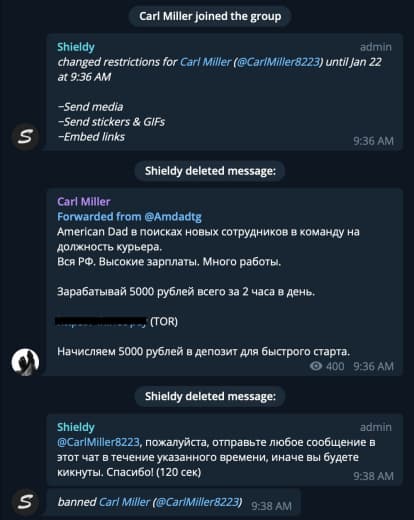 Carl Miller joined the group
Shieldy admin
changed restrictions for Carl Miller (@CarlMiller8223) until Jan 22
at 9:36 AM
−Send media
−Send stickers & GIFs
−Embed links
9:36 AM
Shieldy deleted message:
Carl Miller
Forwarded from @Amdadtg
American Dad в поисках новых сотрудников в команду на
должность курьера.
Вся РФ. Высокие зарплаты. Много работы.
Зарабатывай 5000 рублей всего за 2 часа в день.
(TOR)
Начисляем 5000 рублей в депозит для быстрого старта.
400 9:36 AM
Shieldy deleted message:
Shieldy admin
@CarlMiller8223, пожалуйста, отправьте любое сообщение в
этот чат в течение указанного времени, иначе вы будете
кикнуты. Спасибо! (120 сек)
9:38 AM
banned Carl Miller (@CarlMiller8223) 9:38 AM